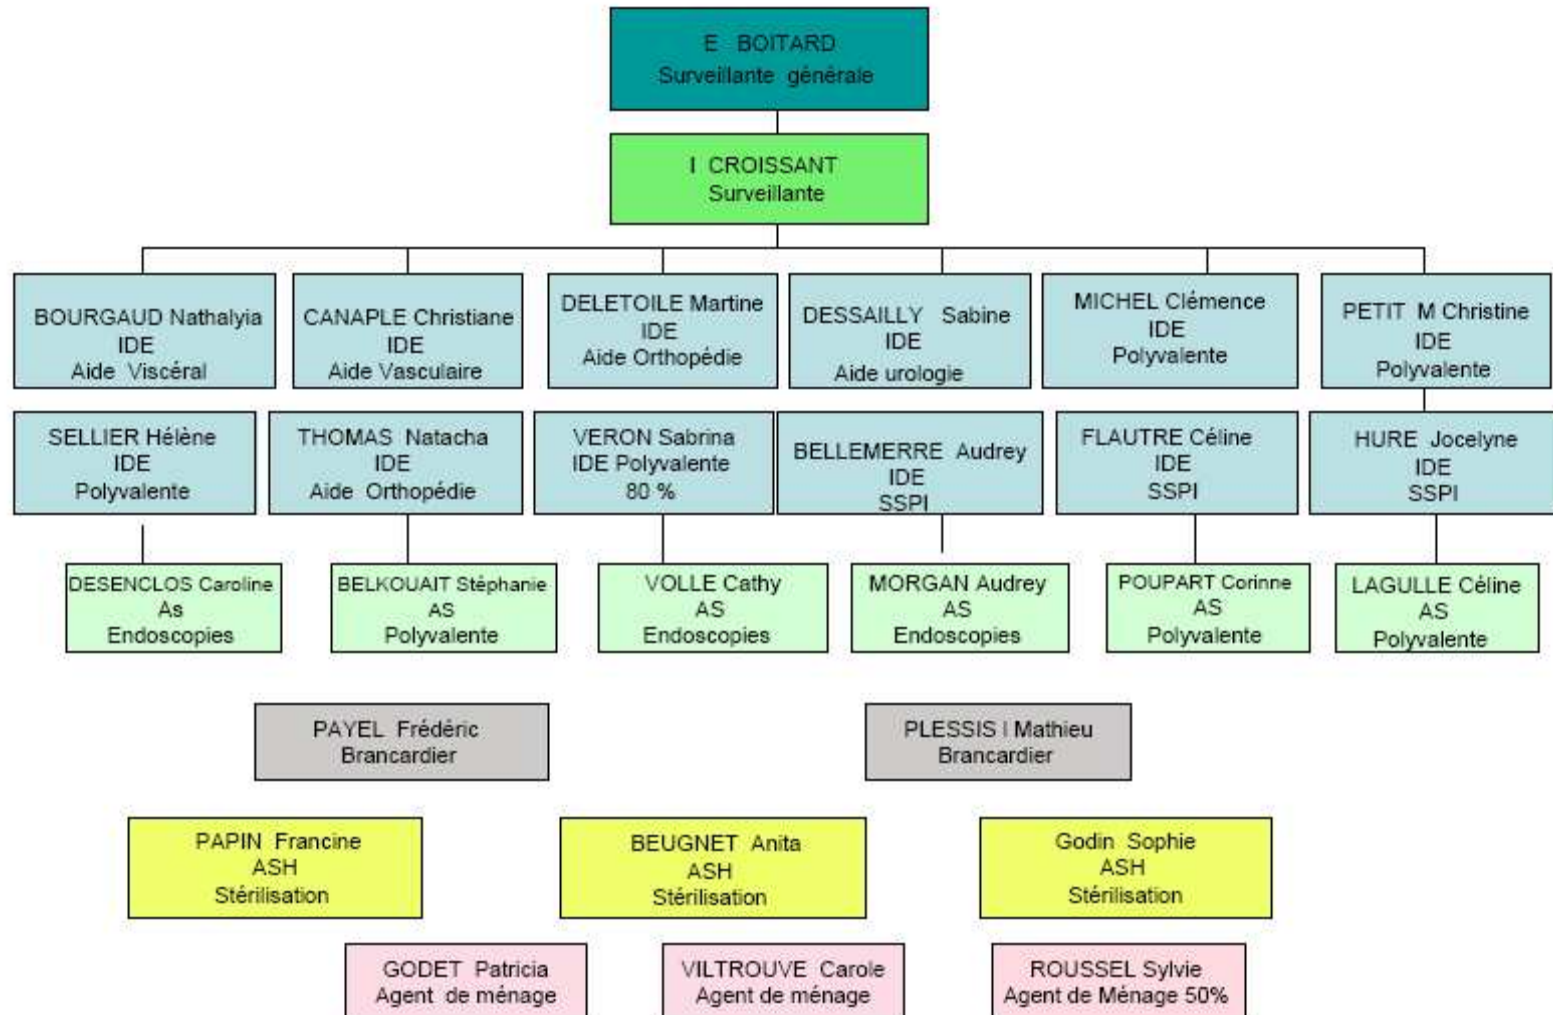 E BOITARD
Surveillante générale
I CROISSANT
Surveillante
BOURGAUD Nathalyia
IDE
Aide Viscéral
CANAPLE Christiane
IDE
Aide Vasculaire
DELETOILE Martine
IDE
Aide Orthopédie
DESSAILLY Sabine
IDE
Aide urologie
MICHEL Clémence
IDE
Polyvalente
PETIT M Christine
IDE
Polyvalente
SELLIER Hélène
IDE
Polyvalente
THOMAS Natacha
IDE
Aide Orthopédie
VERON Sabrina
IDE Polyvalente
80 %
BELLEMERRE Audrey
IDE
SSPI
FLAUTRE Céline
IDE
SSPI
HURE Jocelyne
IDE
SSPI
DESENCLOS Caroline
As
Endoscopies
BELKOUAIT Stéphanie
AS
Polyvalente
VOLLE Cathy
AS
Endoscopies
MORGAN Audrey
AS
Endoscopies
POUPART Corinne
AS
Polyvalente
LAGULLE Céline
AS
Polyvalente
PAYEL Frédéric
Brancardier
PLESSIS I Mathieu
Brancardier
PAPIN Francine
ASH
Stérilisation
BEUGNET Anita
ASH
Stérilisation
Godin Sophie
ASH
Stérilisation
GODET Patricia
Agent de ménage
VILTROUVE Carole
Agent de ménage
ROUSSEL Sylvie
Agent de Ménage 50%